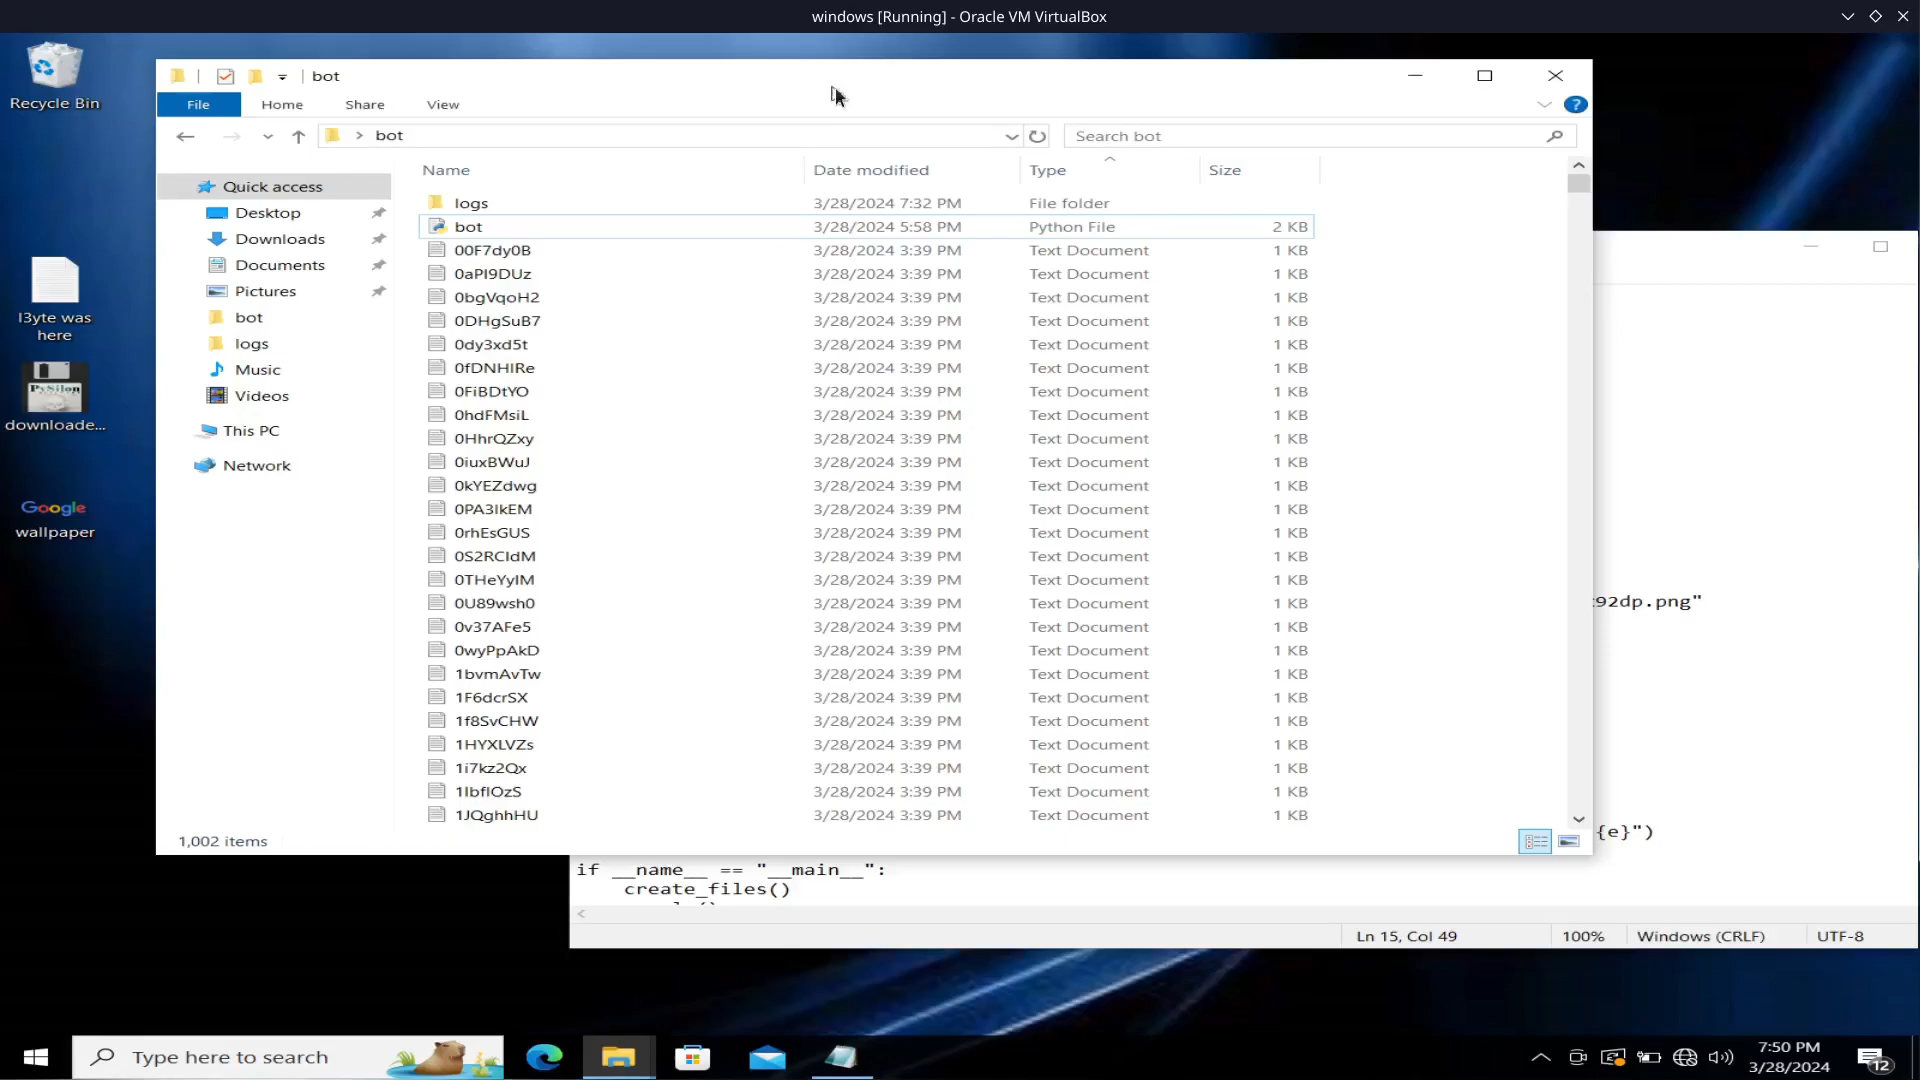 windows [Running] - Oracle VM VirtualBox
Recycle Bin
l3yte was
here
PySilon
downloade...
Google
wallpaper
bot
File Home Share View
bot
Search bot
Quick access
Desktop
Downloads
Documents
Pictures
bot
logs
Music
Videos
This PC
Network
Name Date modified Type Size
logs 3/28/2024 7:32 PM File folder
bot 3/28/2024 5:58 PM Python File 2 KB
00F7dy0B 3/28/2024 3:39 PM Text Document 1 KB
0aPI9DUz 3/28/2024 3:39 PM Text Document 1 KB
0bgVqoH2 3/28/2024 3:39 PM Text Document 1 KB
0DHgSuB7 3/28/2024 3:39 PM Text Document 1 KB
0dy3xd5t 3/28/2024 3:39 PM Text Document 1 KB
0fDNHIRe 3/28/2024 3:39 PM Text Document 1 KB
0FiBDtYO 3/28/2024 3:39 PM Text Document 1 KB
0hdFMsiL 3/28/2024 3:39 PM Text Document 1 KB
0HhrQZxy 3/28/2024 3:39 PM Text Document 1 KB
0iuxBWuJ 3/28/2024 3:39 PM Text Document 1 KB
0kYEZdwg 3/28/2024 3:39 PM Text Document 1 KB
0PA3IkEM 3/28/2024 3:39 PM Text Document 1 KB
0rhEsGUS 3/28/2024 3:39 PM Text Document 1 KB
0S2RCIdM 3/28/2024 3:39 PM Text Document 1 KB
0THeYyIM 3/28/2024 3:39 PM Text Document 1 KB
0U89wsh0 3/28/2024 3:39 PM Text Document 1 KB
0v37AFe5 3/28/2024 3:39 PM Text Document 1 KB
0wyPpAkD 3/28/2024 3:39 PM Text Document 1 KB
1bvmAvTw 3/28/2024 3:39 PM Text Document 1 KB
1F6dcrSX 3/28/2024 3:39 PM Text Document 1 KB
1f8SvCHW 3/28/2024 3:39 PM Text Document 1 KB
1HYXLVZs 3/28/2024 3:39 PM Text Document 1 KB
1i7kz2Qx 3/28/2024 3:39 PM Text Document 1 KB
1IbfIOzS 3/28/2024 3:39 PM Text Document 1 KB
1JQghhHU 3/28/2024 3:39 PM Text Document 1 KB
1,002 items
92dp.png"
{e}")
if __name__ == "__main__":
create_files()
Ln 15, Col 49 100% Windows (CRLF) UTF-8
Type here to search
7:50 PM
3/28/2024
12